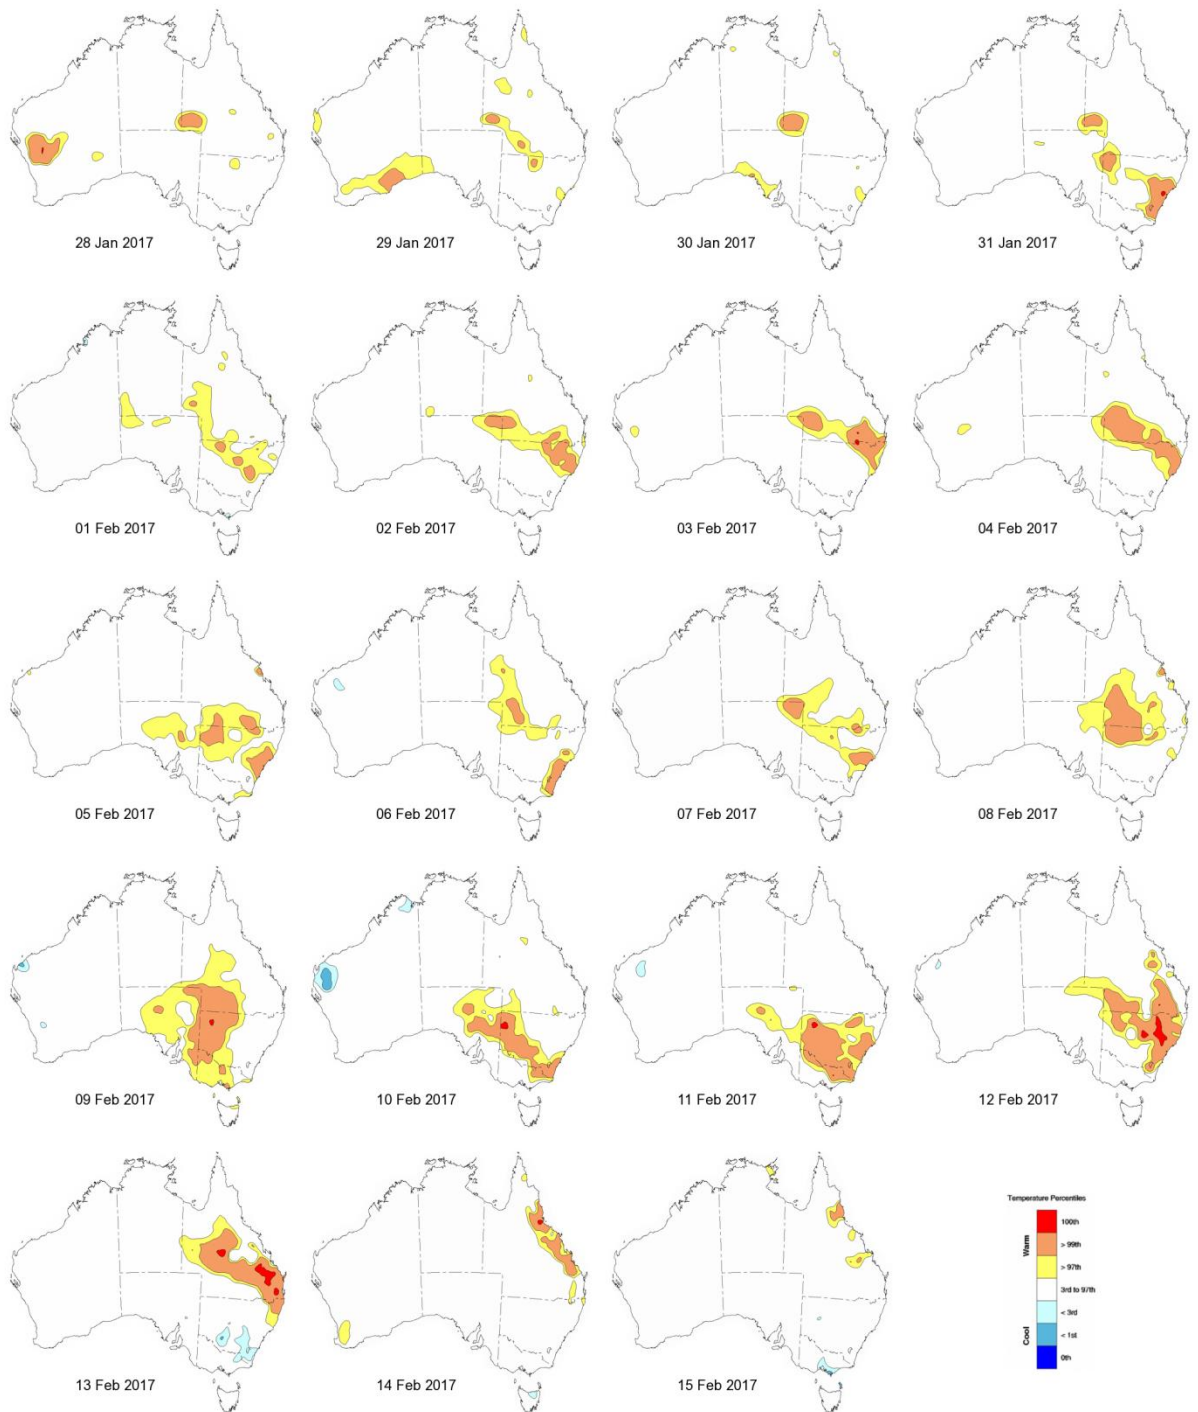 28 Jan 2017
29 Jan 2017
30 Jan 2017
31 Jan 2017
01 Feb 2017
02 Feb 2017
03 Feb 2017
04 Feb 2017
05 Feb 2017
06 Feb 2017
07 Feb 2017
08 Feb 2017
09 Feb 2017
10 Feb 2017
11 Feb 2017
12 Feb 2017
13 Feb 2017
14 Feb 2017
15 Feb 2017
Temperature Percentiles
Warm
100th
> 99th
> 97th
3rd to 97th
Cool
< 3rd
< 1st
0th